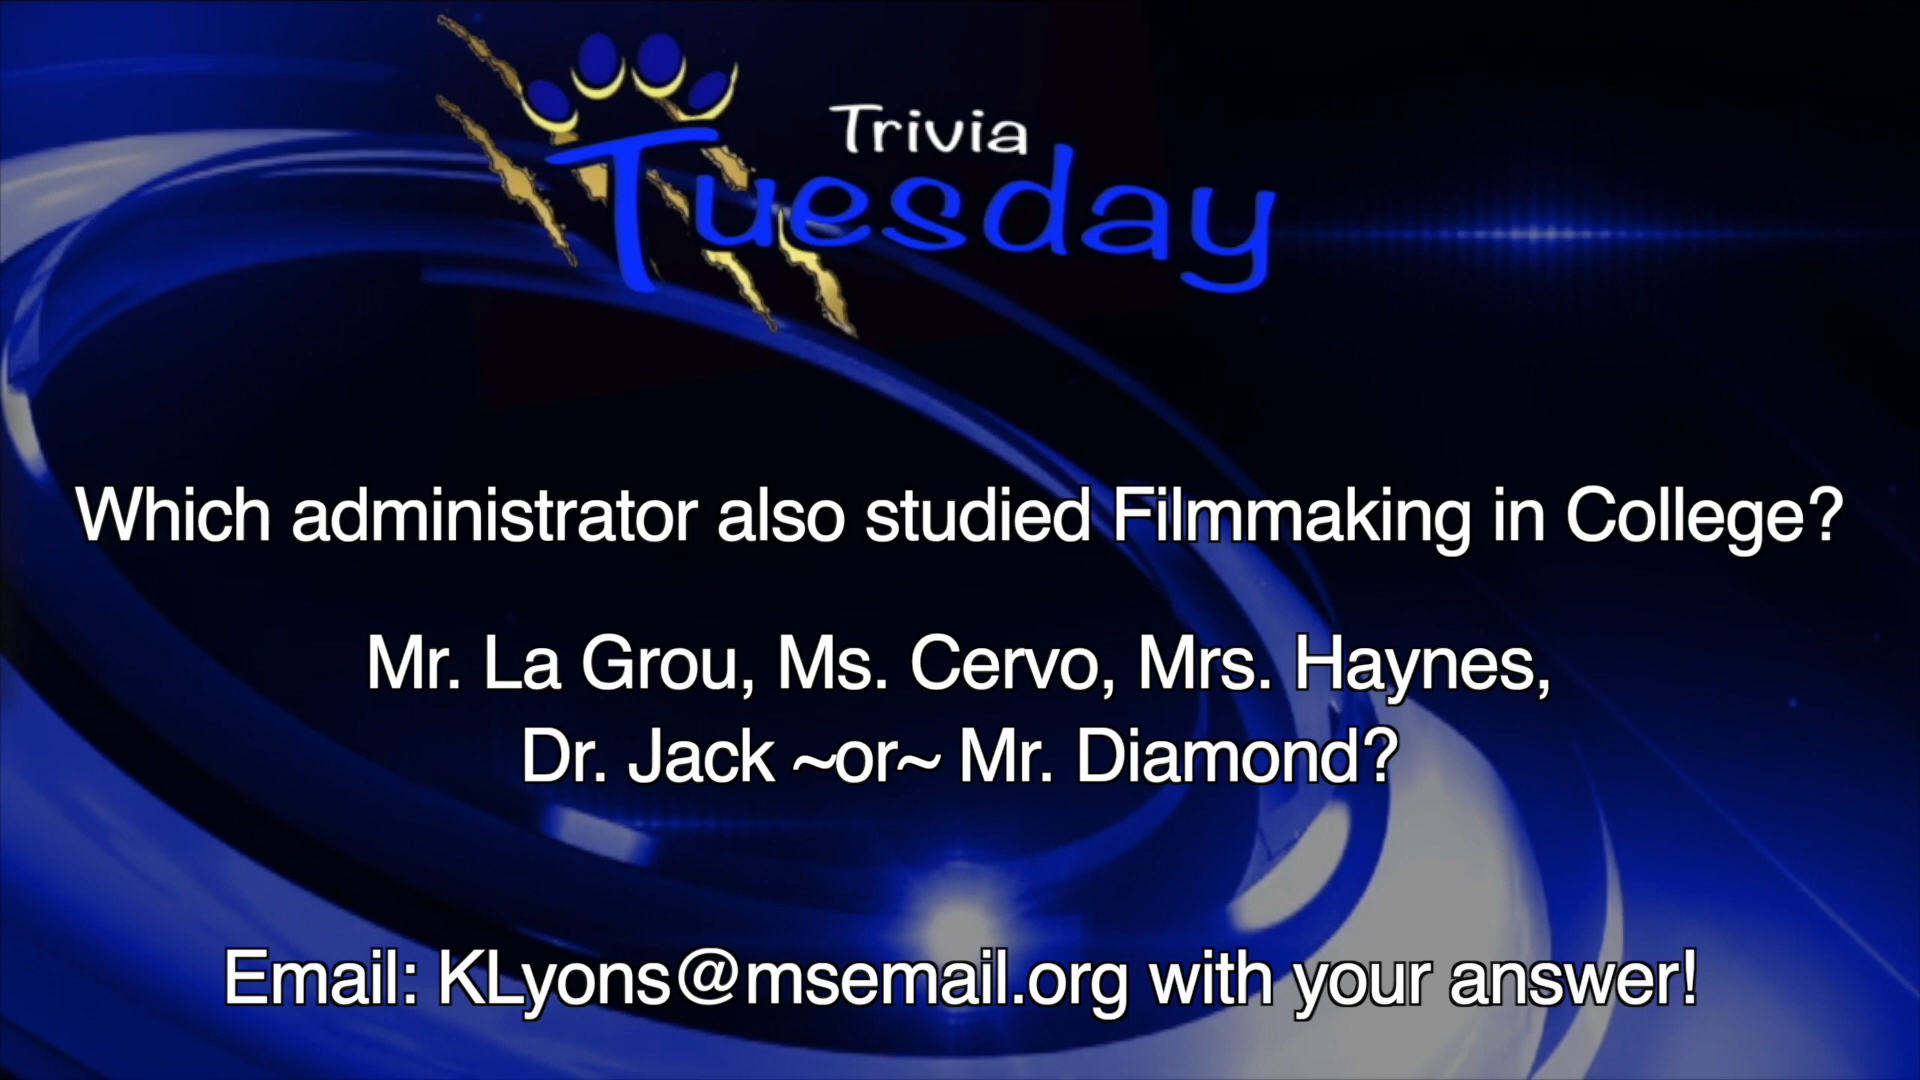 Trivia
Tuesday
Which administrator also studied Filmmaking in College?
Mr. La Grou, Ms. Cervo, Mrs. Haynes,
Dr. Jack ~or~ Mr. Diamond?
Email: KLyons@msemail.org with your answer!